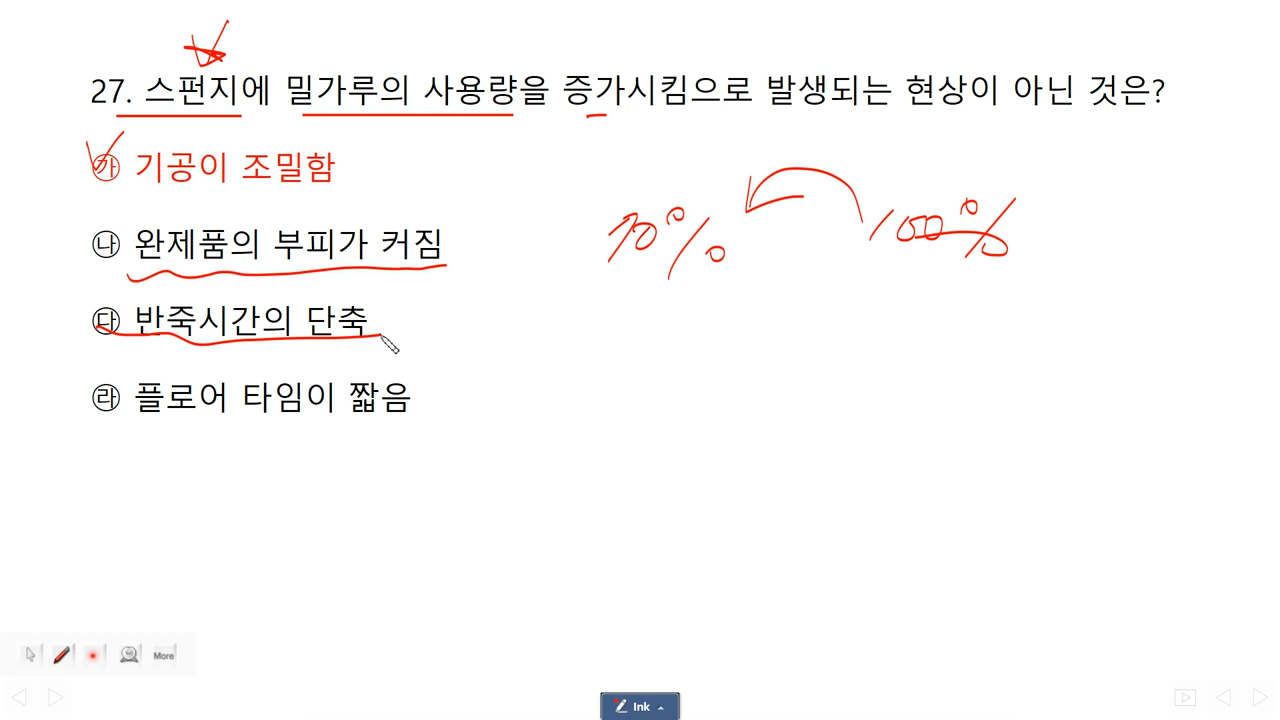 27. 스펀지에 밀가루의 사용량을 증가시킴으로 발생되는 현상이 아닌 것은?
㉮ 기공이 조밀함
70% 100%
㉯ 완제품의 부피가 커짐
㉰ 반죽시간의 단축
㉱ 플로어 타임이 짧음
More
Ink